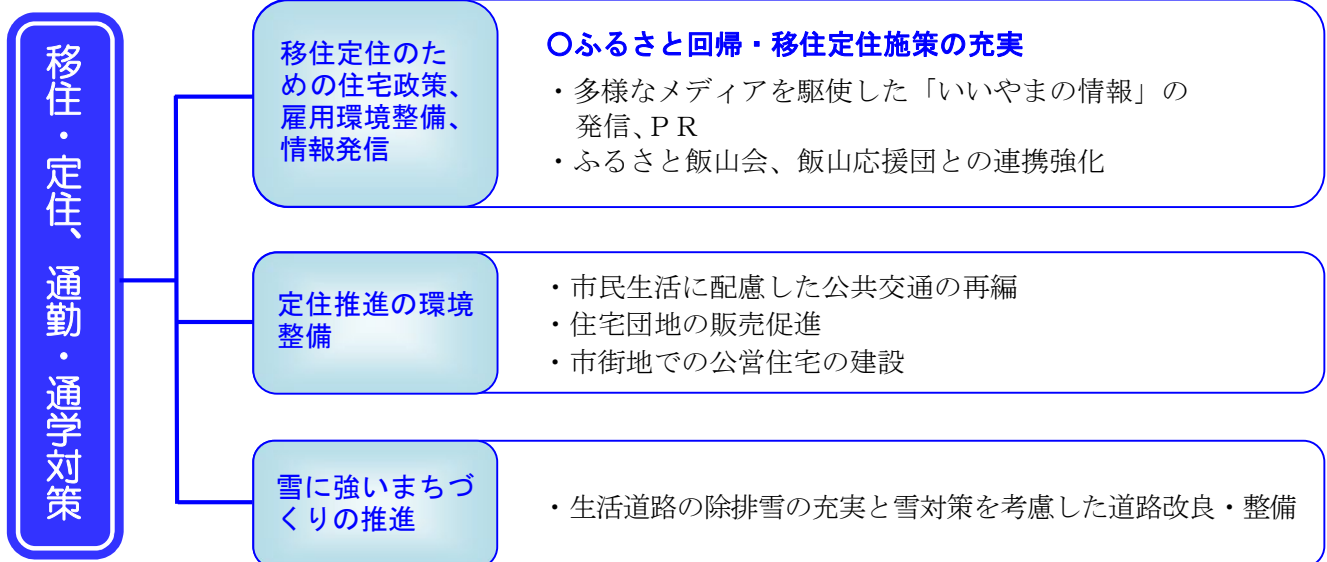 移住・定住、通勤・通学対策
移住定住のた
めの住宅政策、
雇用環境整備、
情報発信
〇ふるさと回帰・移住定住施策の充実
・多様なメディアを駆使した「いいやまの情報」の
発信、ＰＲ
・ふるさと飯山会、飯山応援団との連携強化
定住推進の環境
整備
・市民生活に配慮した公共交通の再編
・住宅団地の販売促進
・市街地での公営住宅の建設
雪に強いまちづ
くりの推進
・生活道路の除排雪の充実と雪対策を考慮した道路改良・整備